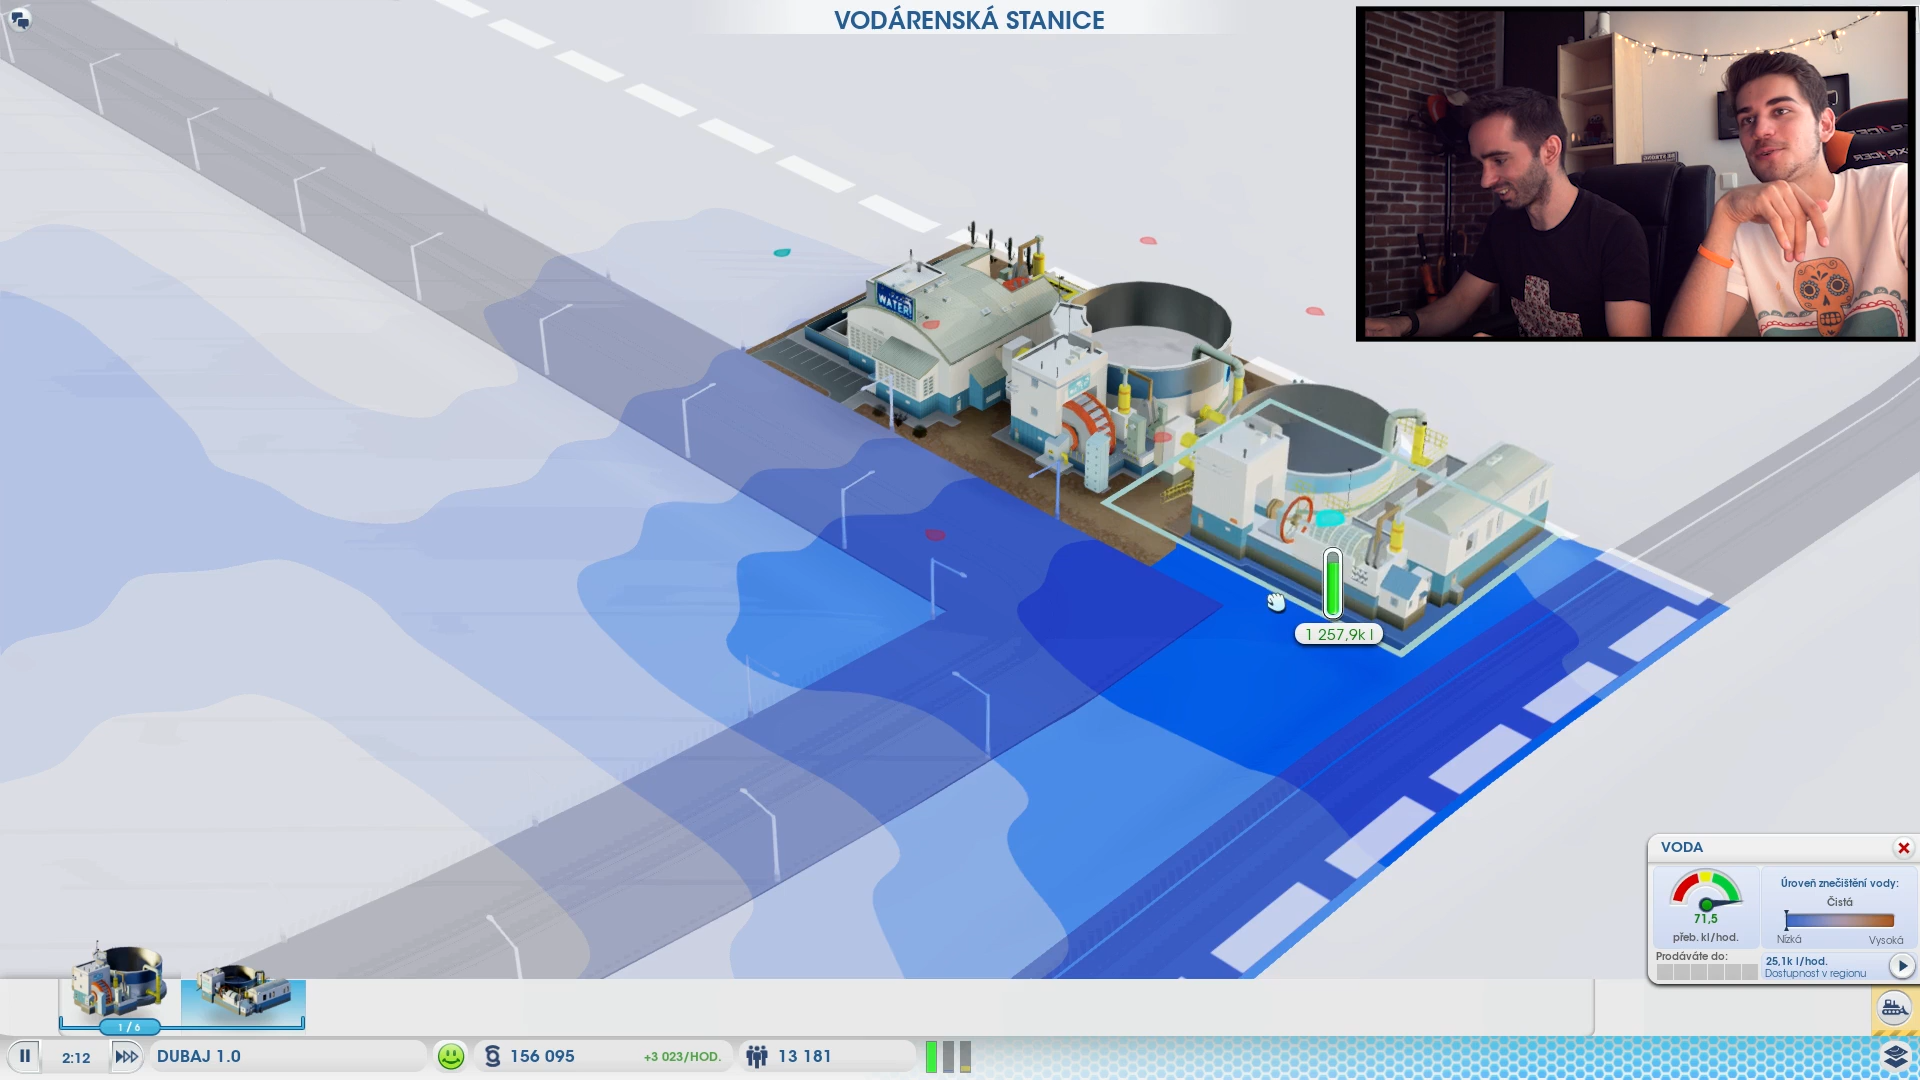 VODÁRENSKÁ STANICE
WATER
1 257,9k l
VODA
71,5
přeb. kl/hod.
Úroveň znečištění vody:
Čistá
Nízká
Vysoká
Prodáváte do:
25,1k l/hod.
Dostupnost v regionu
1 / 6
2:12
DUBAJ 1.0
156 095
+3 023/HOD.
13 181